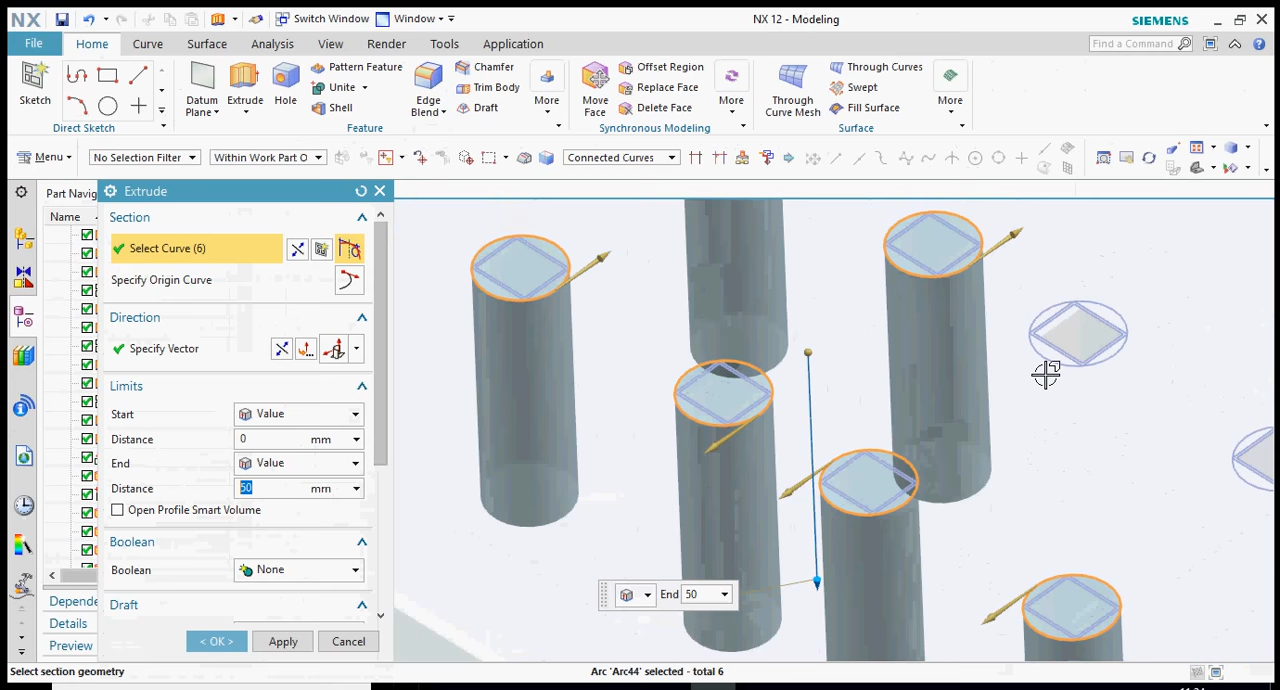 NX
Switch Window
Window
NX 12 - Modeling
SIEMENS
File
Home
Curve
Surface
Analysis
View
Render
Tools
Application
Find a Command
Sketch
Direct Sketch
Datum Plane
Extrude
Hole
Pattern Feature
Unite
Shell
Edge Blend
Chamfer
Trim Body
Draft
More
Feature
Move Face
Offset Region
Replace Face
Delete Face
More
Synchronous Modeling
Through Curve Mesh
Through Curves
Swept
Fill Surface
More
Surface
Menu
No Selection Filter
Within Work Part O
Connected Curves
Part Navig
Name
Extrude
Section
Select Curve (6)
Specify Origin Curve
Direction
Specify Vector
Limits
Start
Value
Distance
0
mm
End
Value
Distance
50
mm
Open Profile Smart Volume
Boolean
Boolean
None
Draft
< OK >
Apply
Cancel
Depende
Details
Preview
End
50
Select section geometry
Arc 'Arc44' selected - total 6